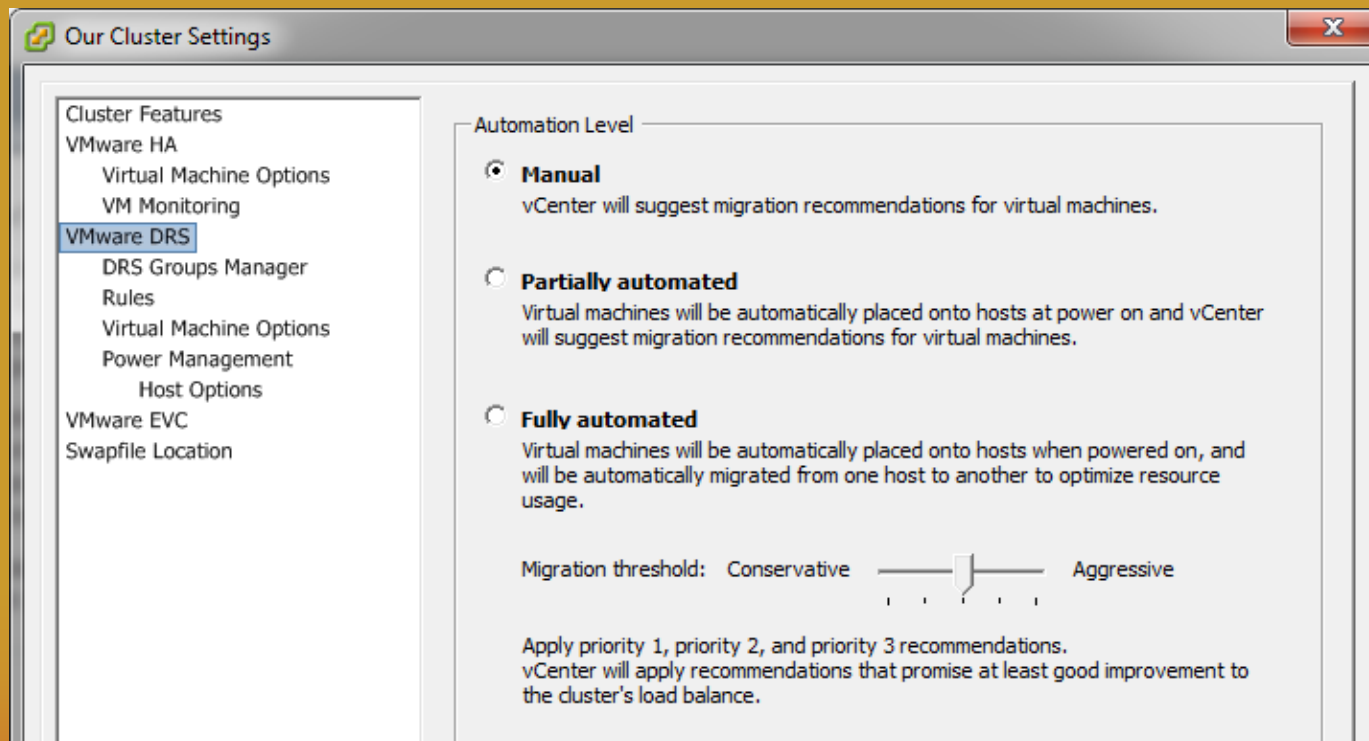 Our Cluster Settings
Cluster Features
VMware HA
Virtual Machine Options
VM Monitoring
VMware DRS
DRS Groups Manager
Rules
Virtual Machine Options
Power Management
Host Options
VMware EVC
Swapfile Location
Automation Level
Manual
vCenter will suggest migration recommendations for virtual machines.
Partially automated
Virtual machines will be automatically placed onto hosts at power on and vCenter
will suggest migration recommendations for virtual machines.
Fully automated
Virtual machines will be automatically placed onto hosts when powered on, and
will be automatically migrated from one host to another to optimize resource
usage.
Migration threshold: Conservative Aggressive
Apply priority 1, priority 2, and priority 3 recommendations.
vCenter will apply recommendations that promise at least good improvement to
the cluster's load balance.